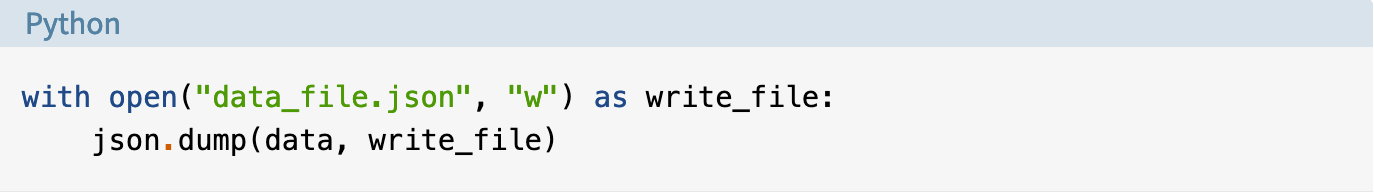 Python
with open("data_file.json", "w") as write_file:
    json.dump(data, write_file)